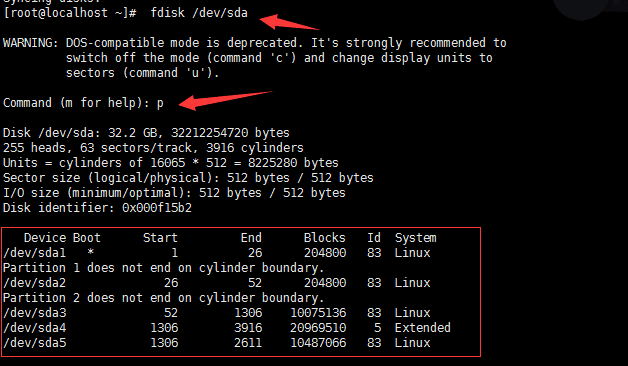 Syncing disks.
[root@localhost ~]#  fdisk /dev/sda
WARNING: DOS-compatible mode is deprecated. It's strongly recommended to
         switch off the mode (command 'c') and change display units to
         sectors (command 'u').
Command (m for help): p
Disk /dev/sda: 32.2 GB, 32212254720 bytes
255 heads, 63 sectors/track, 3916 cylinders
Units = cylinders of 16065 * 512 = 8225280 bytes
Sector size (logical/physical): 512 bytes / 512 bytes
I/O size (minimum/optimal): 512 bytes / 512 bytes
Disk identifier: 0x000f15b2
   Device Boot      Start         End      Blocks   Id  System
/dev/sda1   *           1          26      204800   83  Linux
Partition 1 does not end on cylinder boundary.
/dev/sda2              26          52      204800   83  Linux
Partition 2 does not end on cylinder boundary.
/dev/sda3              52        1306    10075136   83  Linux
/dev/sda4            1306        3916    20969510    5  Extended
/dev/sda5            1306        2611    10487066   83  Linux